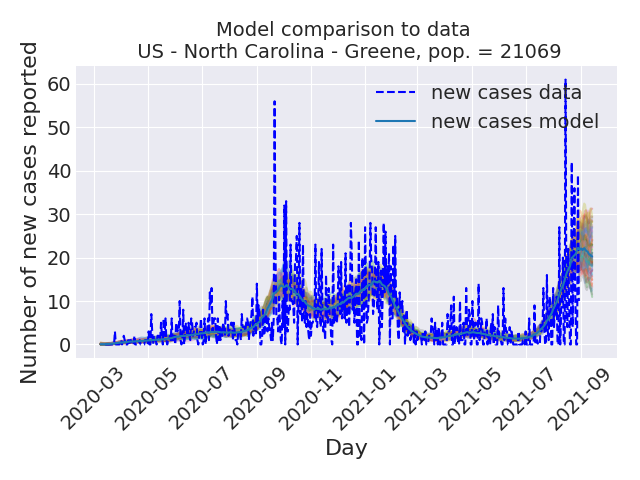 Model comparison to data
US - North Carolina - Greene, pop. = 21069
Number of new cases reported
60
50
40
30
20
10
0
new cases data
new cases model
2020-03
2020-05
2020-07
2020-09
2020-11
2021-01
2021-03
2021-05
2021-07
2021-09
Day